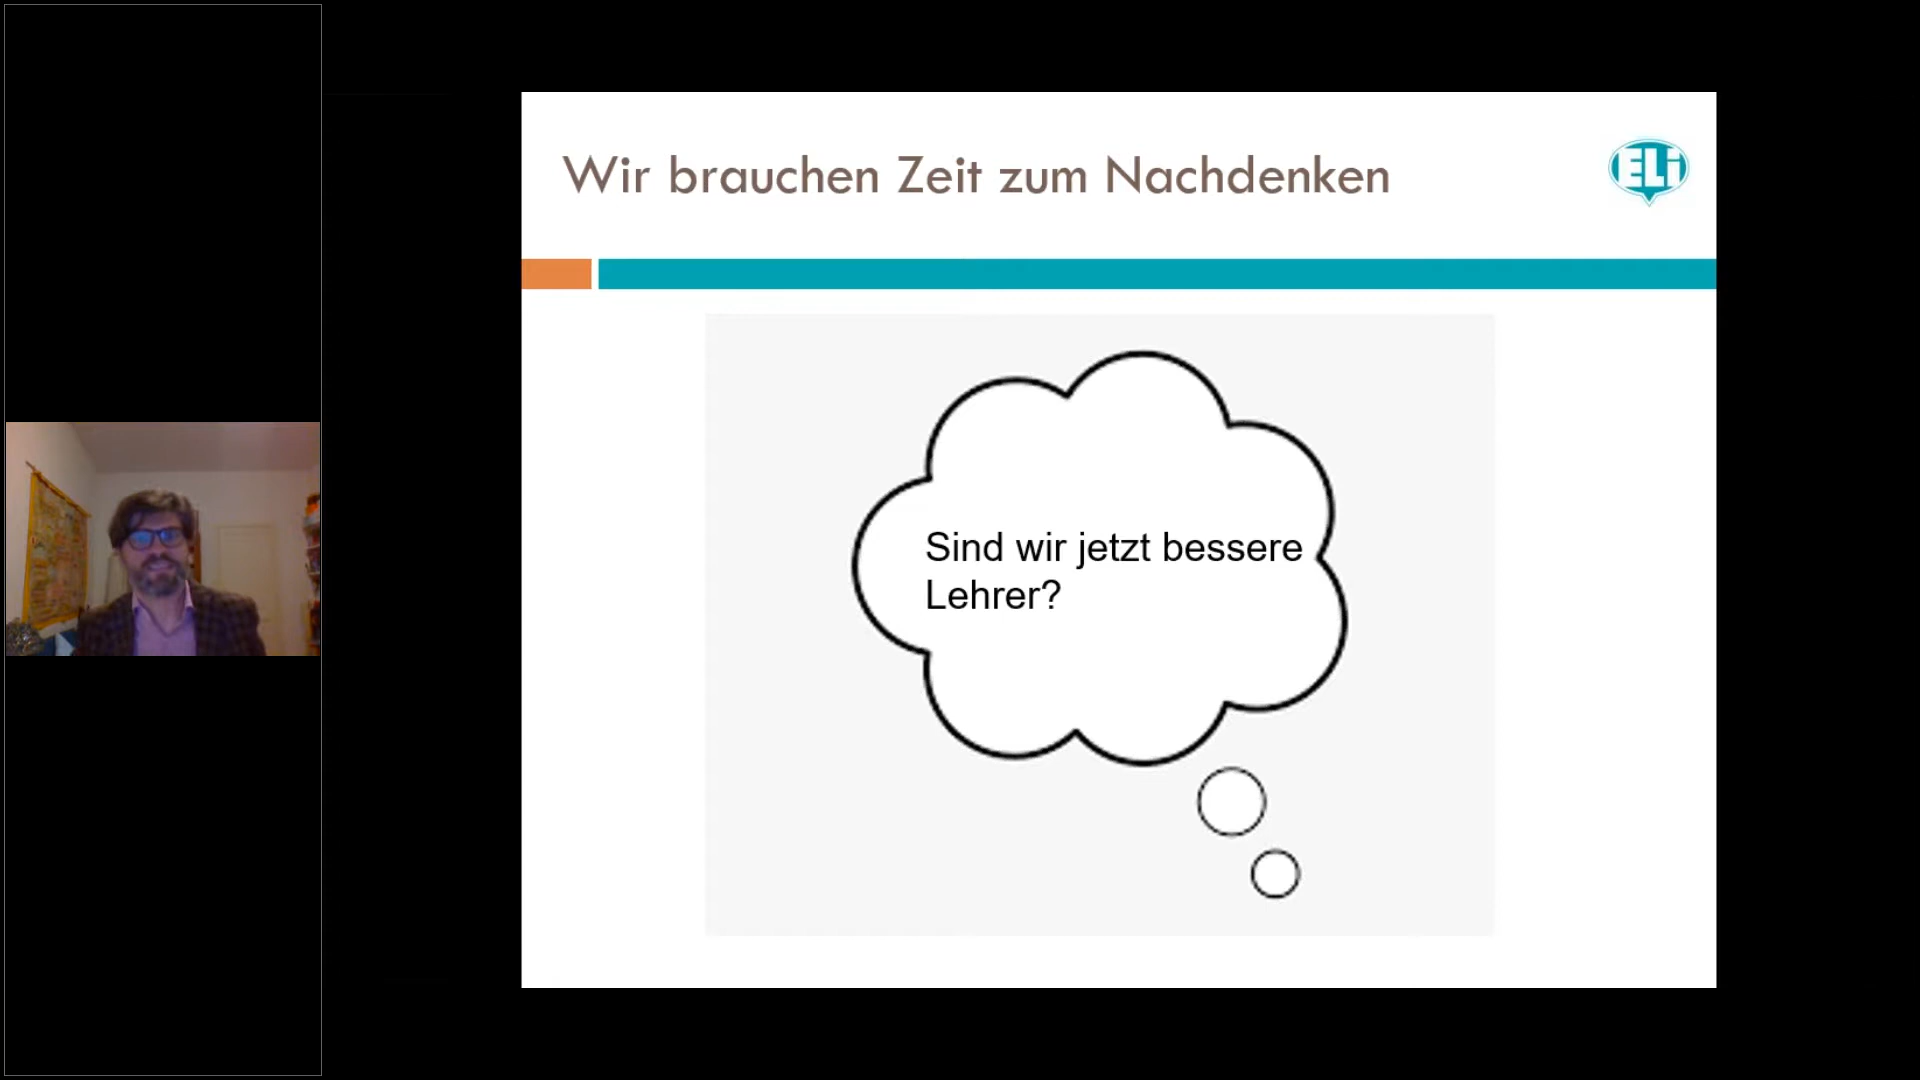 Wir brauchen Zeit zum Nachdenken
ELi
Sind wir jetzt bessere
Lehrer?